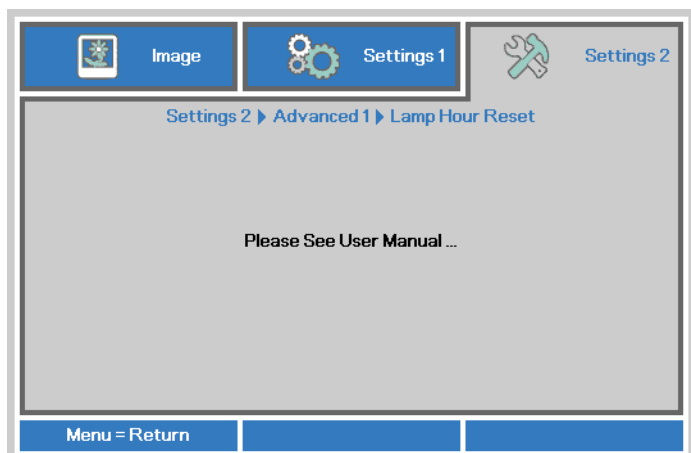 Image
Settings 1
Settings 2
Settings 2 ▶ Advanced 1 ▶ Lamp Hour Reset
Please See User Manual ...
Menu = Return